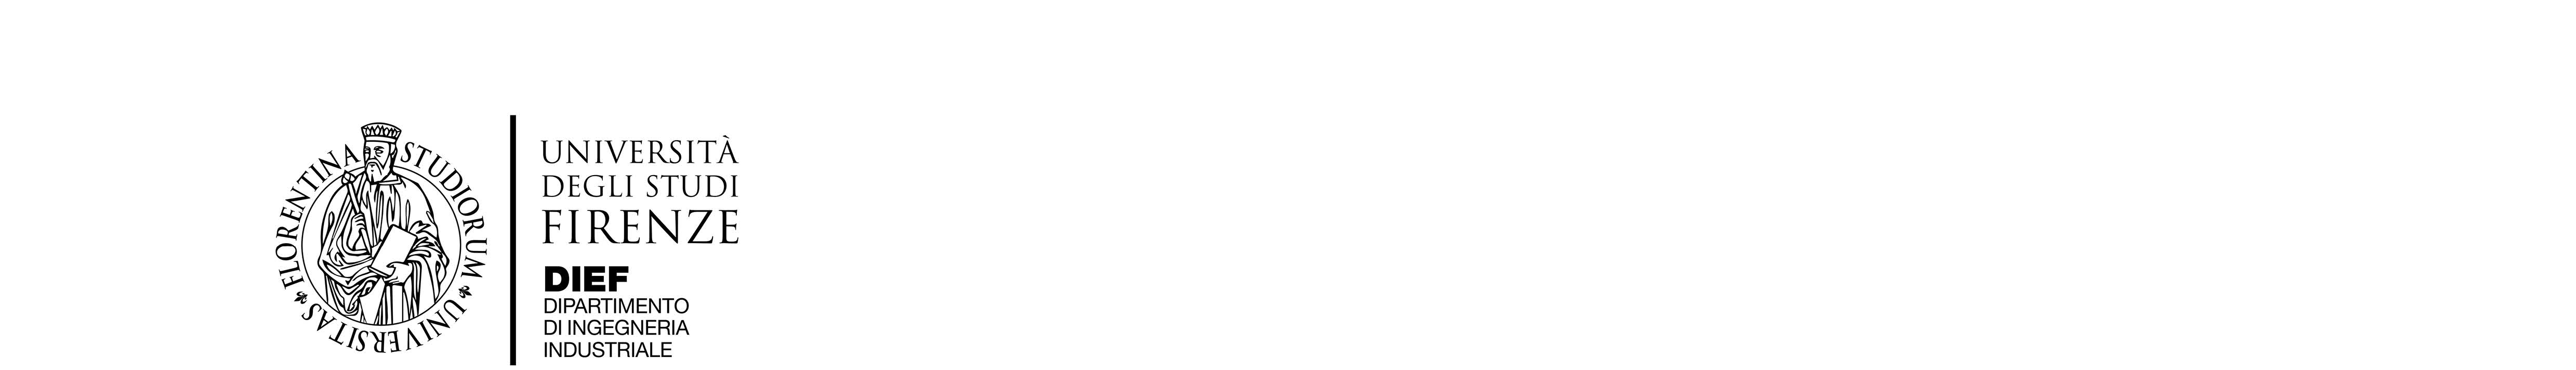 FLORENTINA STUDIORUM UNIVERSITAS
UNIVERSITÀ
DEGLI STUDI
FIRENZE
DIEF
DIPARTIMENTO
DI INGEGNERIA
INDUSTRIALE